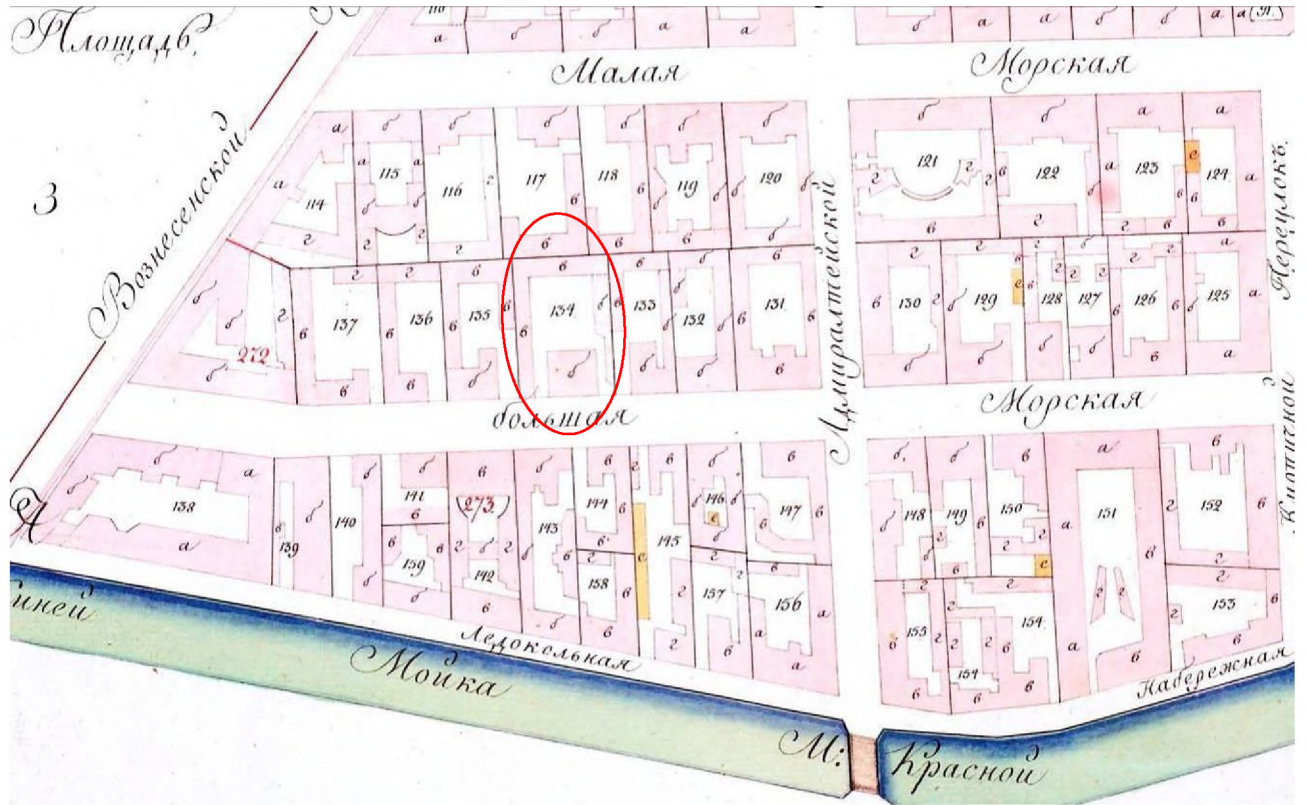 Площадь
Малая Морская
Вознесенской
3
114 115 116 117 118 119 120 121 122 123 124
Адмиралтейской
Переулокъ
272 137 136 135 134 133 132 131 130 129 128 127 126 125
большая Морская
Кирпичной
138 139 140 141 273 143 144 145 146 147 148 149 150 151 152
159 142 158 157 156 155 154 154 153
иней
Ледокольная
Набережная
Мойка
М: Красной